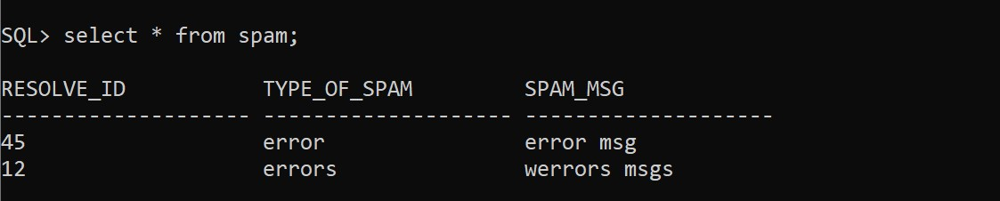 SQL> select * from spam;
RESOLVE_ID TYPE_OF_SPAM SPAM_MSG
-------------------- -------------------- --------------------
45 error error msg
12 errors werrors msgs